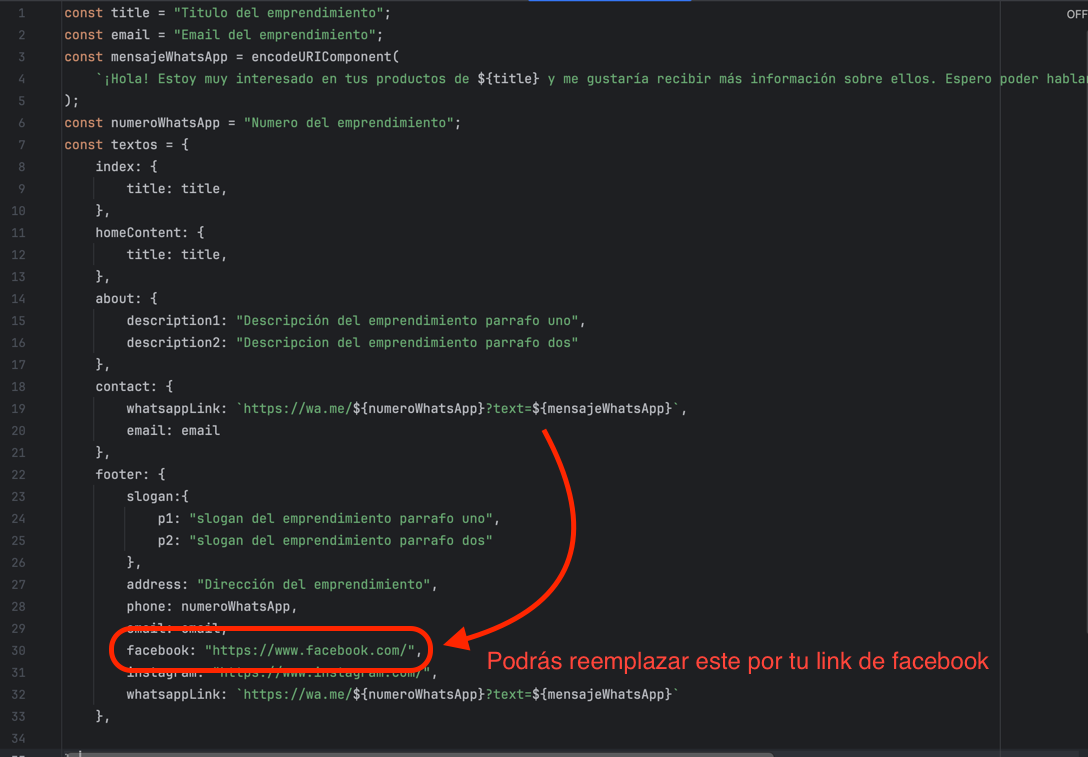 OFF
1 const title = "Titulo del emprendimiento";
2 const email = "Email del emprendimiento";
3 const mensajeWhatsApp = encodeURIComponent(
4 `¡Hola! Estoy muy interesado en tus productos de ${title} y me gustaría recibir más información sobre ellos. Espero poder hablar
5 );
6 const numeroWhatsApp = "Numero del emprendimiento";
7 const textos = {
8 index: {
9 title: title,
10 },
11 homeContent: {
12 title: title,
13 },
14 about: {
15 description1: "Descripción del emprendimiento parrafo uno",
16 description2: "Descripcion del emprendimiento parrafo dos"
17 },
18 contact: {
19 whatsappLink: `https://wa.me/${numeroWhatsApp}?text=${mensajeWhatsApp}`,
20 email: email
21 },
22 footer: {
23 slogan:{
24 p1: "slogan del emprendimiento parrafo uno",
25 p2: "slogan del emprendimiento parrafo dos"
26 },
27 address: "Dirección del emprendimiento",
28 phone: numeroWhatsApp,
29 email: email,
30 facebook: "https://www.facebook.com/",
Podrás reemplazar este por tu link de facebook
31 instagram: "https://www.instagram.com/",
32 whatsappLink: `https://wa.me/${numeroWhatsApp}?text=${mensajeWhatsApp}`
33 },
34